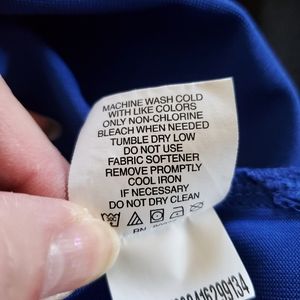 MACHINE WASH COLD
WITH LIKE COLORS
ONLY NON-CHLORINE
BLEACH WHEN NEEDED
TUMBLE DRY LOW
DO NOT USE
FABRIC SOFTENER
REMOVE PROMPTLY
COOL IRON
IF NECESSARY
DO NOT DRY CLEAN
RN